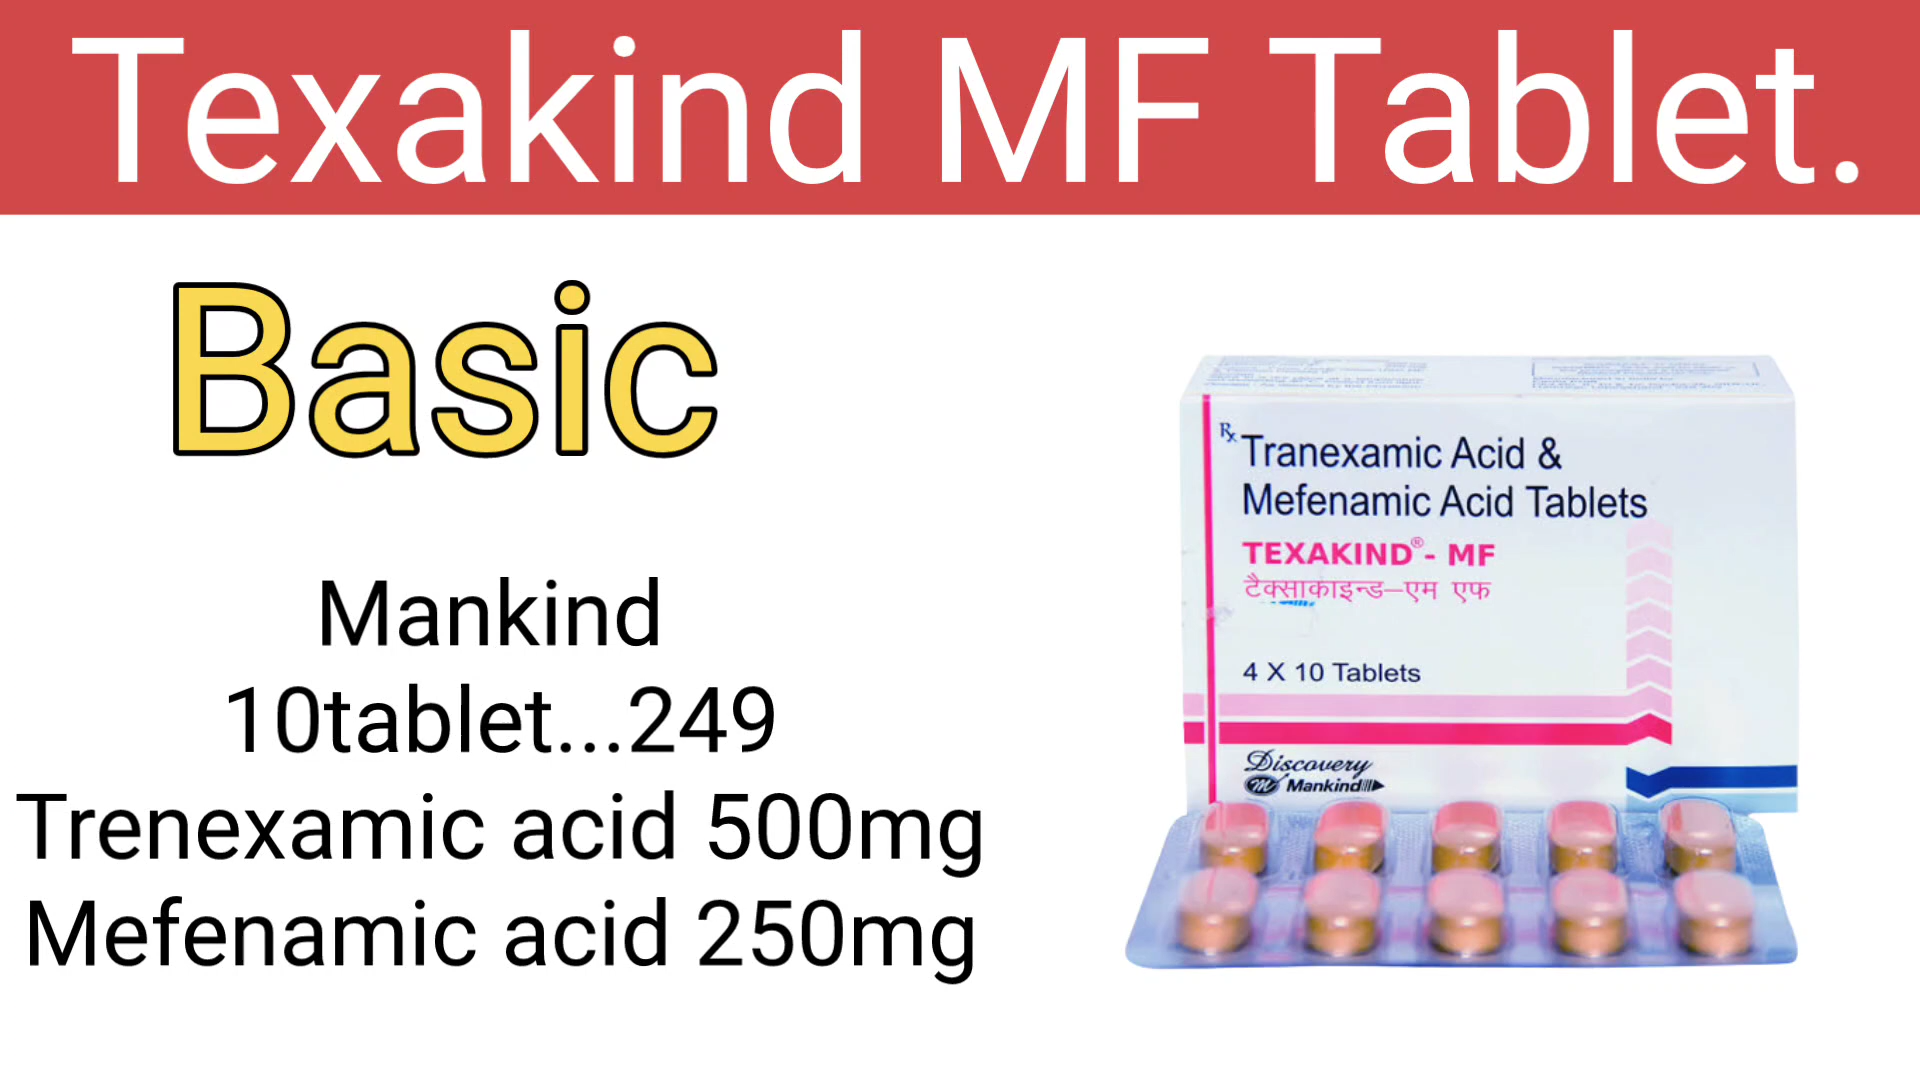 Texakind MF Tablet.
Basic
Mankind
10tablet...249
Trenexamic acid 500mg
Mefenamic acid 250mg
Rx Tranexamic Acid &
Mefenamic Acid Tablets
TEXAKIND® - MF
टैक्साकाइन्ड–एम एफ
4 X 10 Tablets
Discovery
Mankind